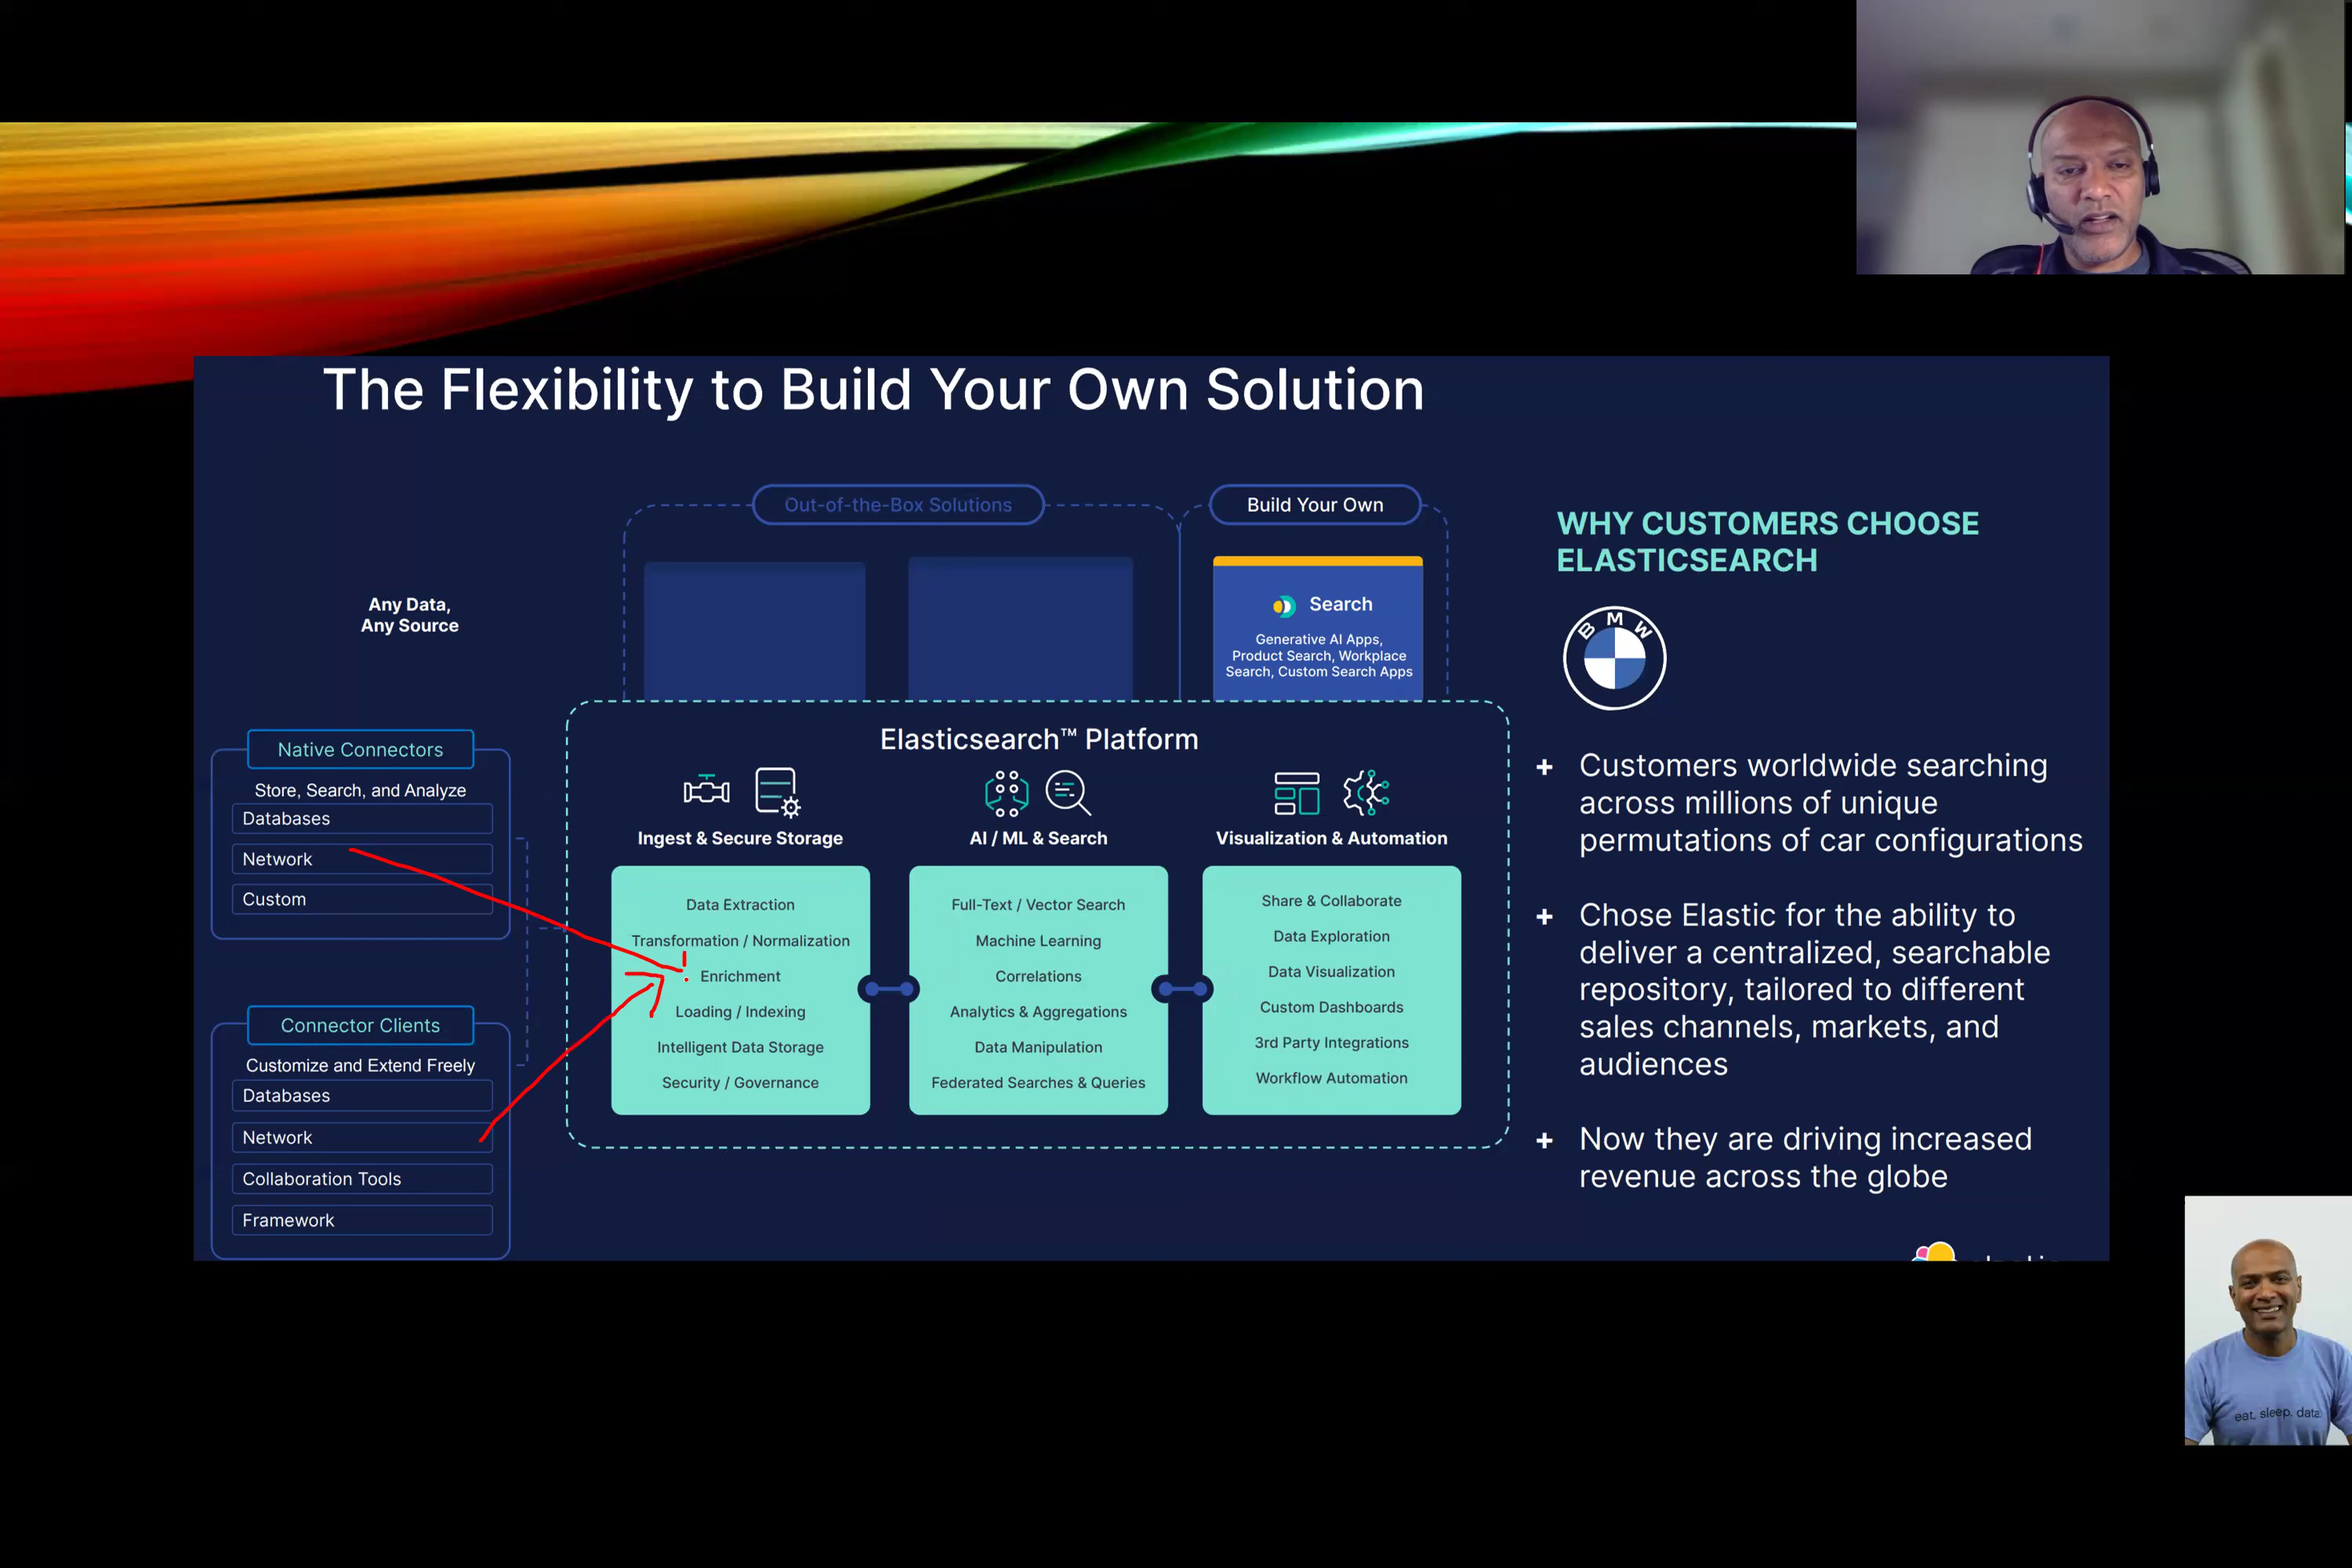 The Flexibility to Build Your Own Solution
Out-of-the-Box Solutions
Build Your Own
Any Data,
Any Source
Search
Generative AI Apps,
Product Search, Workplace
Search, Custom Search Apps
Native Connectors
Store, Search, and Analyze
Databases
Network
Custom
Connector Clients
Customize and Extend Freely
Databases
Network
Collaboration Tools
Framework
Elasticsearch™ Platform
Ingest & Secure Storage
Data Extraction
Transformation / Normalization
Enrichment
Loading / Indexing
Intelligent Data Storage
Security / Governance
AI / ML & Search
Full-Text / Vector Search
Machine Learning
Correlations
Analytics & Aggregations
Data Manipulation
Federated Searches & Queries
Visualization & Automation
Share & Collaborate
Data Exploration
Data Visualization
Custom Dashboards
3rd Party Integrations
Workflow Automation
WHY CUSTOMERS CHOOSE
ELASTICSEARCH
BMW
+ Customers worldwide searching
across millions of unique
permutations of car configurations
+ Chose Elastic for the ability to
deliver a centralized, searchable
repository, tailored to different
sales channels, markets, and
audiences
+ Now they are driving increased
revenue across the globe
eat. sleep. data